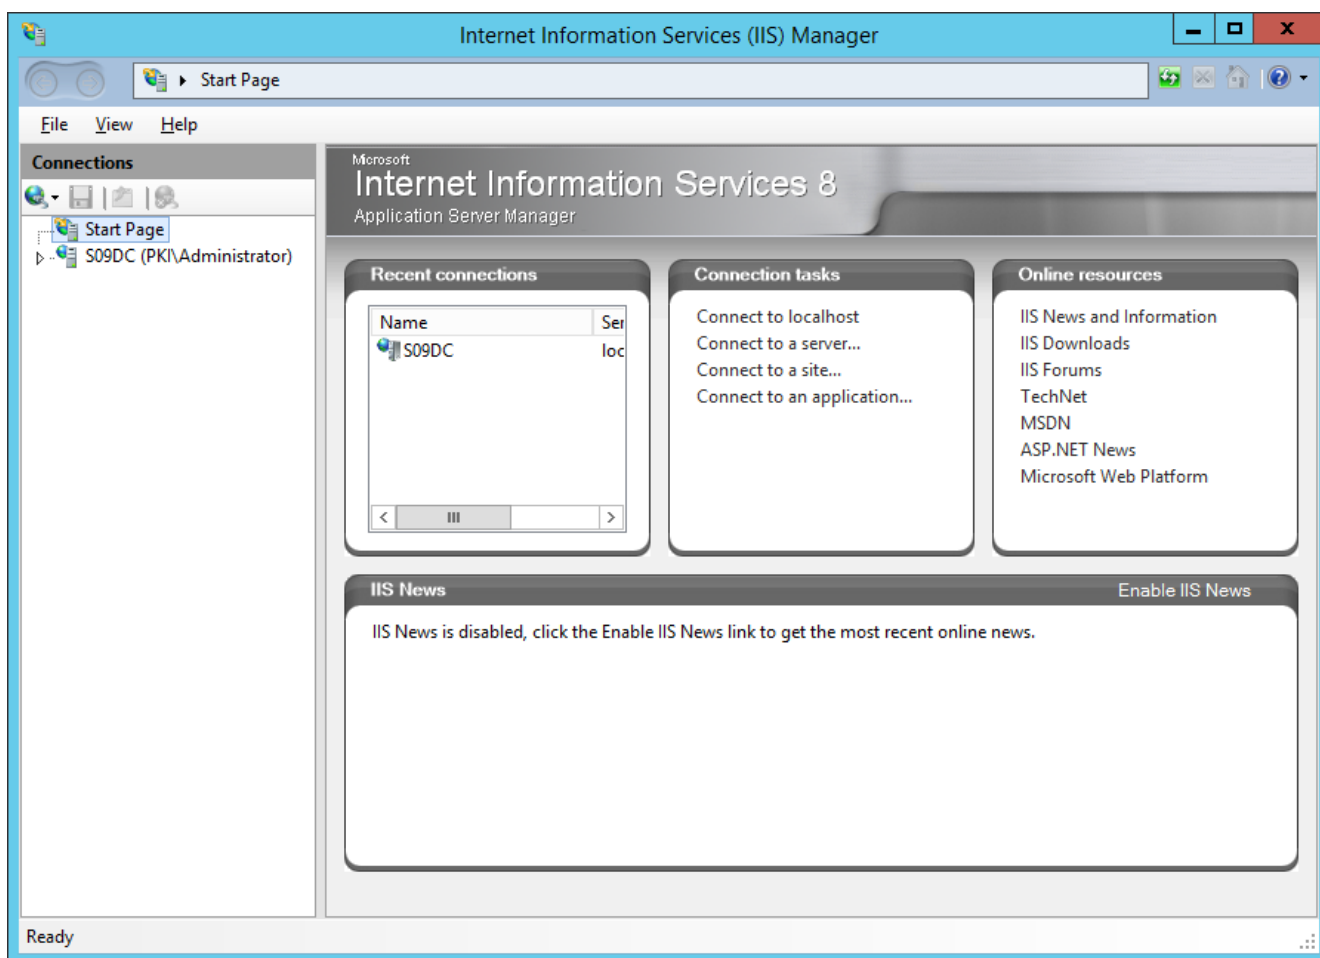 Internet Information Services (IIS) Manager
Start Page
File View Help
Connections
Start Page
S09DC (PKI\Administrator)
Microsoft
Internet Information Services 8
Application Server Manager
Recent connections
Name Ser
S09DC loc
Connection tasks
Connect to localhost
Connect to a server...
Connect to a site...
Connect to an application...
Online resources
IIS News and Information
IIS Downloads
IIS Forums
TechNet
MSDN
ASP.NET News
Microsoft Web Platform
IIS News Enable IIS News
IIS News is disabled, click the Enable IIS News link to get the most recent online news.
Ready